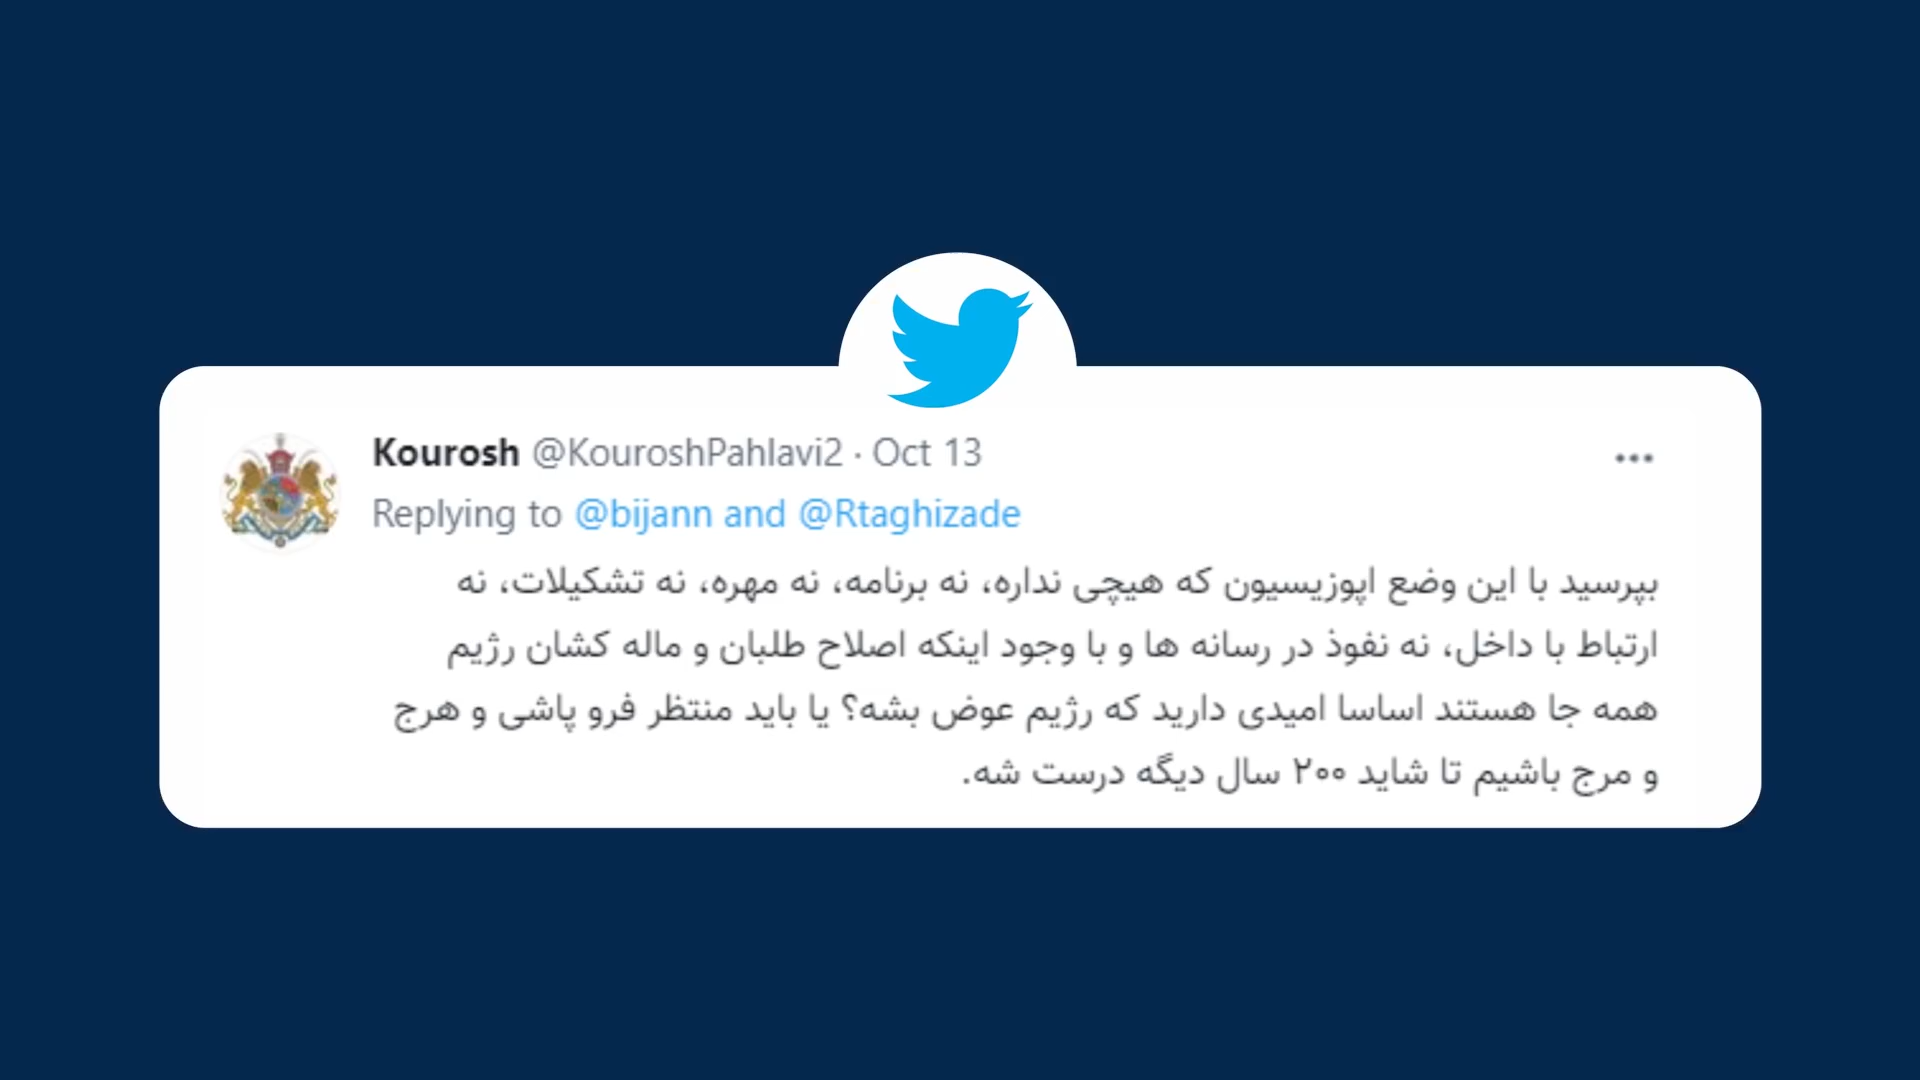 Kourosh @KouroshPahlavi2 · Oct 13
Replying to @bijann and @Rtaghizade
بپرسید با این وضع اپوزیسیون که هیچی نداره، نه برنامه، نه مهره، نه تشکیلات، نه
ارتباط با داخل، نه نفوذ در رسانه ها و با وجود اینکه اصلاح طلبان و ماله کشان رژیم
همه جا هستند اساسا امیدی دارید که رژیم عوض بشه؟ یا باید منتظر فرو پاشی و هرج
و مرج باشیم تا شاید ۲۰۰ سال دیگه درست شه.